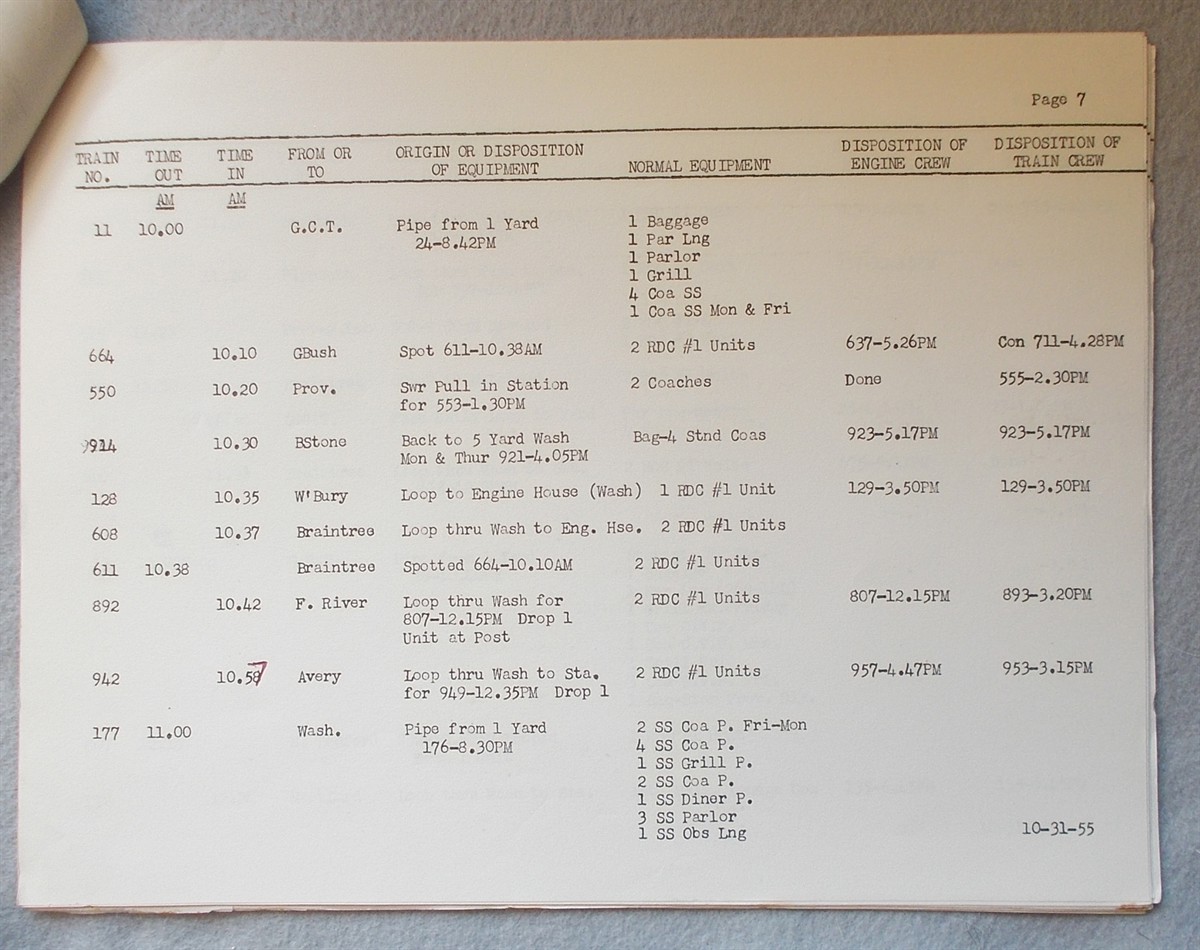 Page 7
TRAIN NO. TIME OUT TIME IN FROM OR TO ORIGIN OR DISPOSITION OF EQUIPMENT NORMAL EQUIPMENT DISPOSITION OF ENGINE CREW DISPOSITION OF TRAIN CREW
AM AM
11 10.00 G.C.T. Pipe from 1 Yard 1 Baggage
24-8.42PM 1 Par Lng
1 Parlor
1 Grill
4 Coa SS
1 Coa SS Mon & Fri
664 10.10 GBush Spot 611-10.38AM 2 RDC #1 Units 637-5.26PM Con 711-4.28PM
550 10.20 Prov. Swr Pull in Station 2 Coaches Done 555-2.30PM
for 553-1.30PM
914 10.30 BStone Back to 5 Yard Wash Bag-4 Stnd Coas 923-5.17PM 923-5.17PM
Mon & Thur 921-4.05PM
128 10.35 W'Bury Loop to Engine House (Wash) 1 RDC #1 Unit 129-3.50PM 129-3.50PM
608 10.37 Braintree Loop thru Wash to Eng. Hse. 2 RDC #1 Units
611 10.38 Braintree Spotted 664-10.10AM 2 RDC #1 Units
892 10.42 F. River Loop thru Wash for 2 RDC #1 Units 807-12.15PM 893-3.20PM
807-12.15PM Drop 1
Unit at Post
942 10.57 Avery Loop thru Wash to Sta. 2 RDC #1 Units 957-4.47PM 953-3.15PM
for 949-12.35PM Drop 1
177 11.00 Wash. Pipe from 1 Yard 2 SS Coa P. Fri-Mon
176-8.30PM 4 SS Coa P.
1 SS Grill P.
2 SS Coa P.
1 SS Diner P.
3 SS Parlor
1 SS Obs Lng 10-31-55